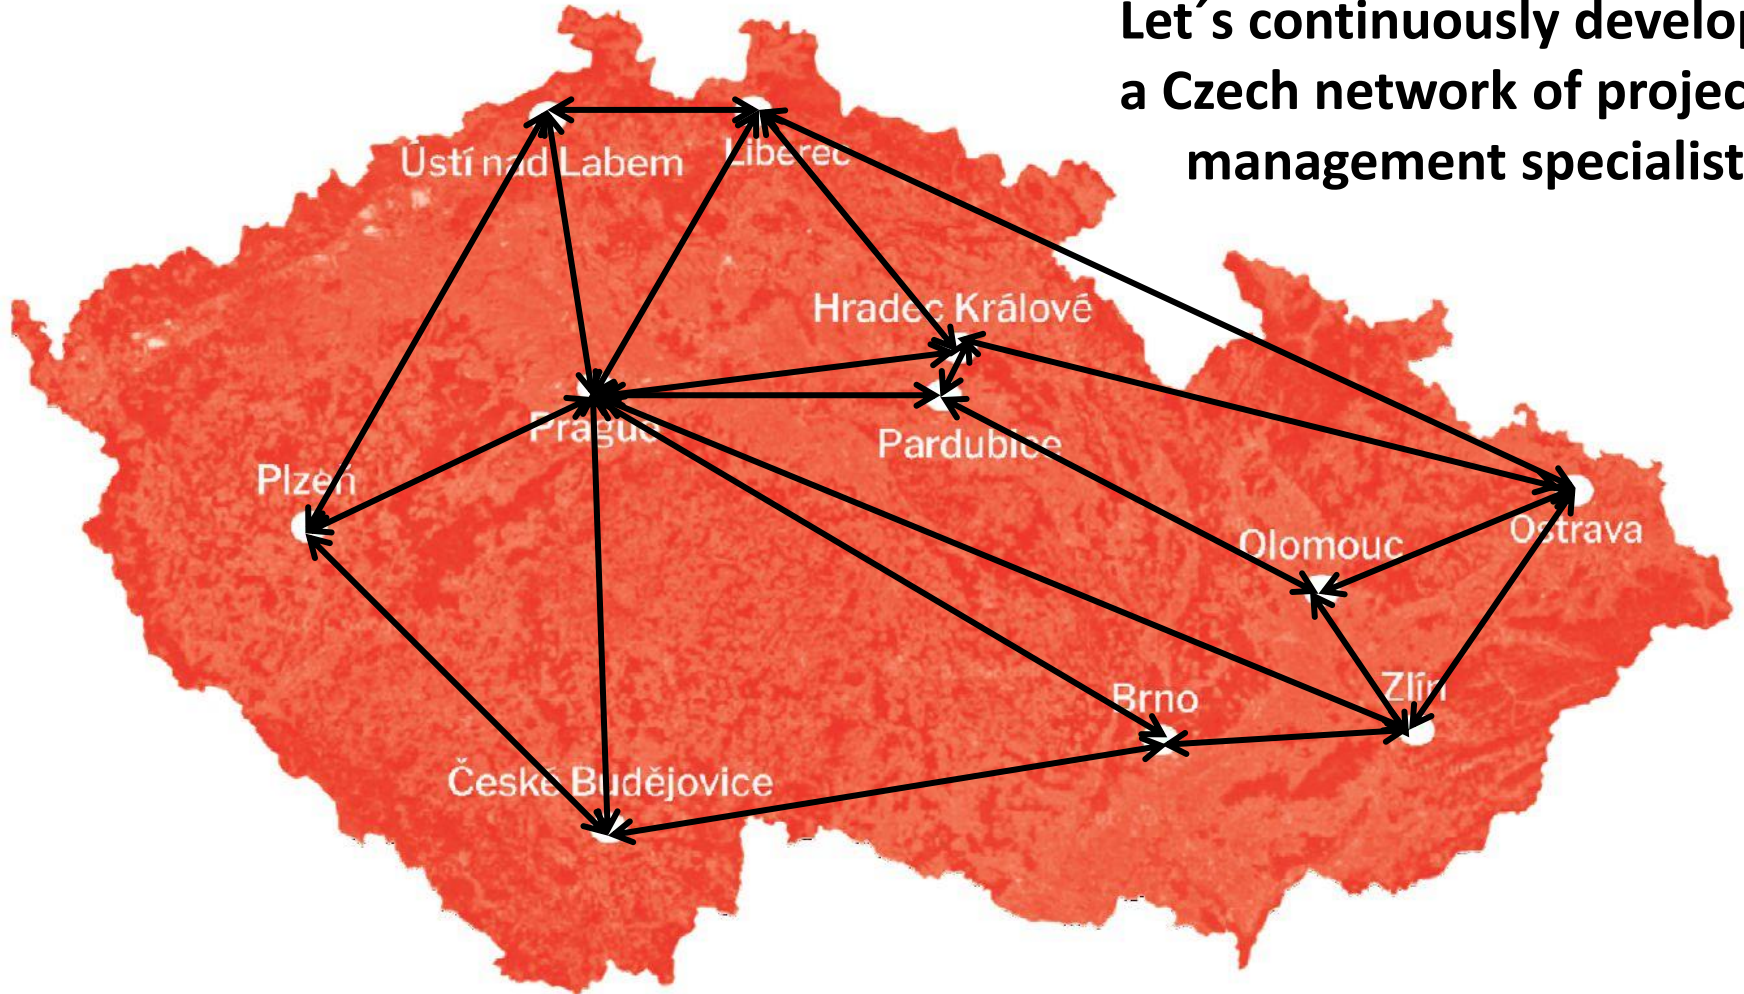 Let´s continuously develop
a Czech network of projec
management specialist
Ústí nad Labem
Liberec
Hradec Králové
Prague
Pardubice
Plzeň
Olomouc
Ostrava
Zlín
Brno
České Budějovice